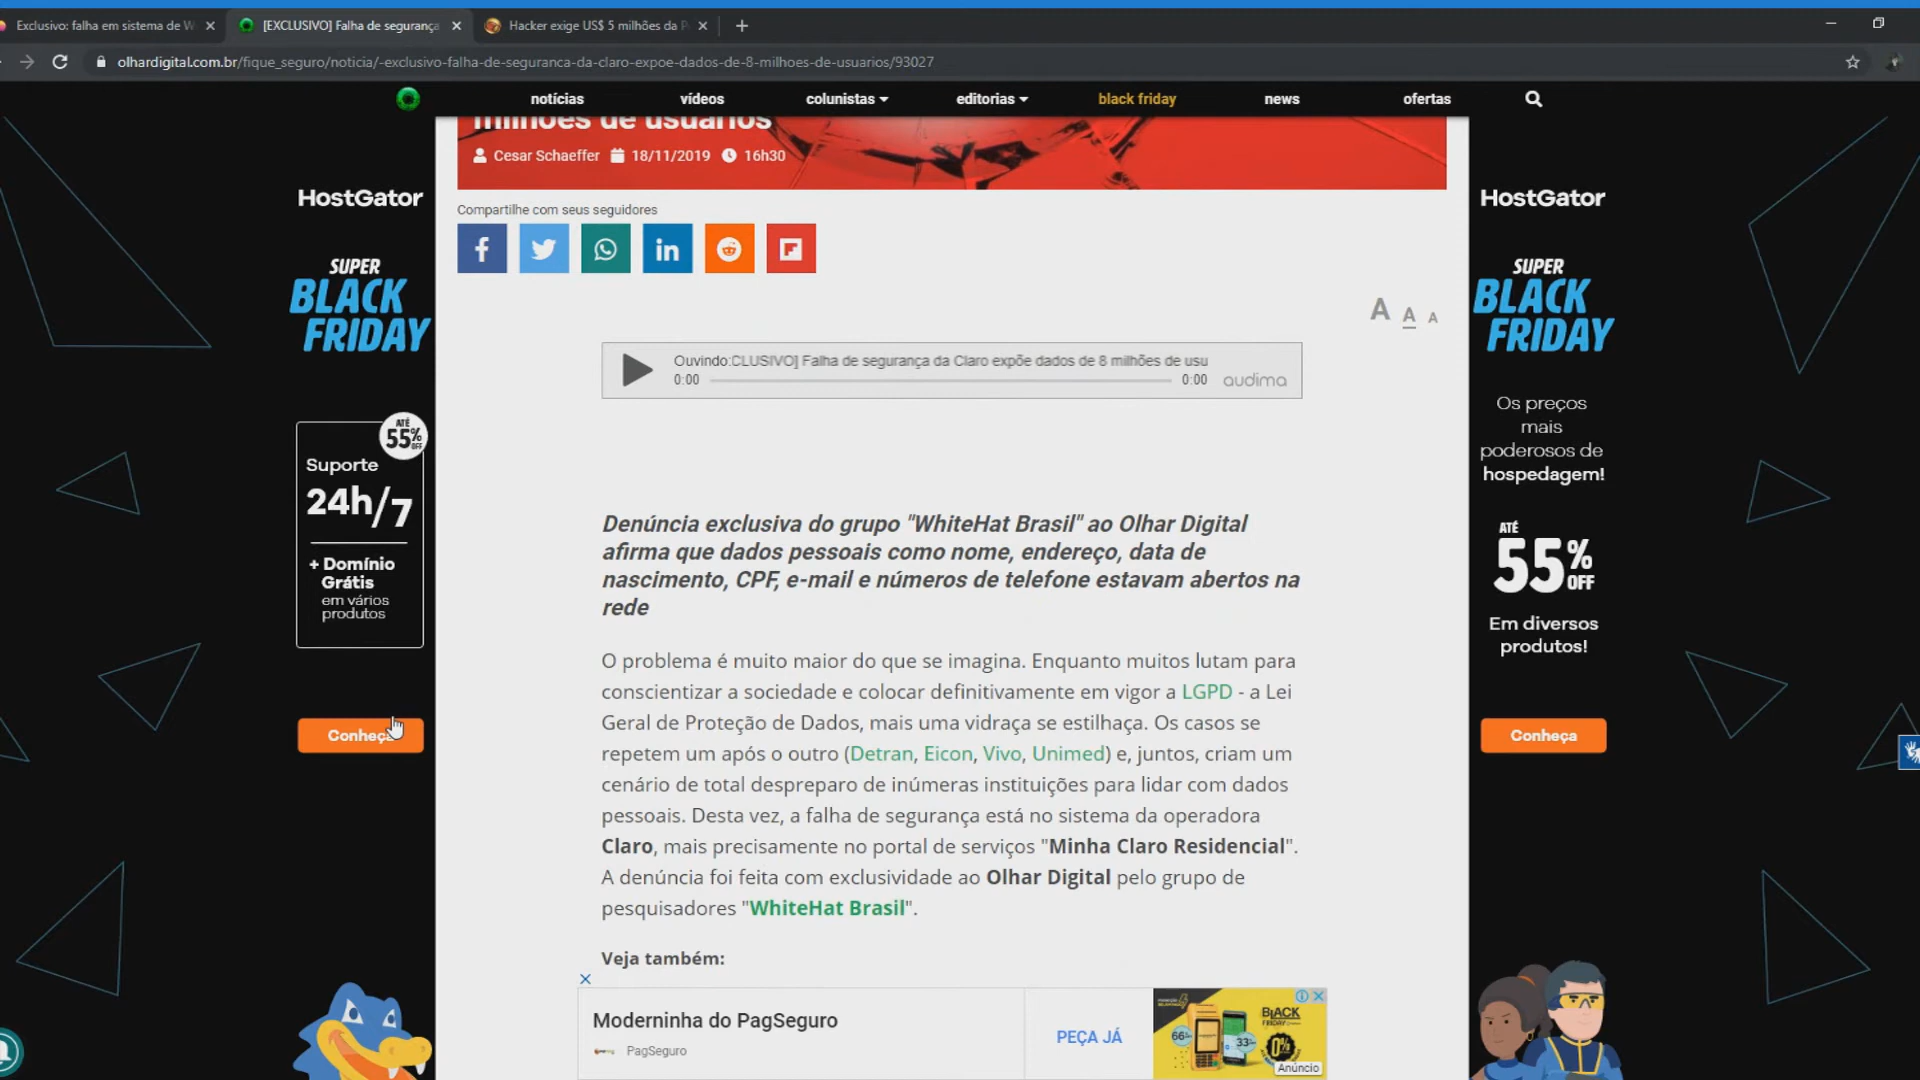 Exclusivo: falha em sistema de W
[EXCLUSIVO] Falha de segurança
Hacker exige US$ 5 milhões da P
olhardigital.com.br/fique_seguro/noticia/-exclusivo-falha-de-seguranca-da-claro-expoe-dados-de-8-milhoes-de-usuarios/93027
notícias vídeos colunistas editorias black friday news ofertas
milhões de usuários
Cesar Schaeffer 18/11/2019 16h30
Compartilhe com seus seguidores
A A A
Ouvindo:CLUSIVO] Falha de segurança da Claro expõe dados de 8 milhões de usu
0:00 0:00 audima
Denúncia exclusiva do grupo "WhiteHat Brasil" ao Olhar Digital
afirma que dados pessoais como nome, endereço, data de
nascimento, CPF, e-mail e números de telefone estavam abertos na
rede
O problema é muito maior do que se imagina. Enquanto muitos lutam para
conscientizar a sociedade e colocar definitivamente em vigor a LGPD - a Lei
Geral de Proteção de Dados, mais uma vidraça se estilhaça. Os casos se
repetem um após o outro (Detran, Eicon, Vivo, Unimed) e, juntos, criam um
cenário de total despreparo de inúmeras instituições para lidar com dados
pessoais. Desta vez, a falha de segurança está no sistema da operadora
Claro, mais precisamente no portal de serviços "Minha Claro Residencial".
A denúncia foi feita com exclusividade ao Olhar Digital pelo grupo de
pesquisadores "WhiteHat Brasil".
Veja também:
Moderninha do PagSeguro
PagSeguro
PEÇA JÁ
BLACK
FRIDAY
66%
33%
0%
Anúncio
HostGator
SUPER
BLACK
FRIDAY
ATÉ
55%
OFF
Suporte
24h/7
+ Domínio
Grátis
em vários
produtos
Conheça
HostGator
SUPER
BLACK
FRIDAY
Os preços
mais
poderosos de
hospedagem!
ATÉ
55%
OFF
Em diversos
produtos!
Conheça